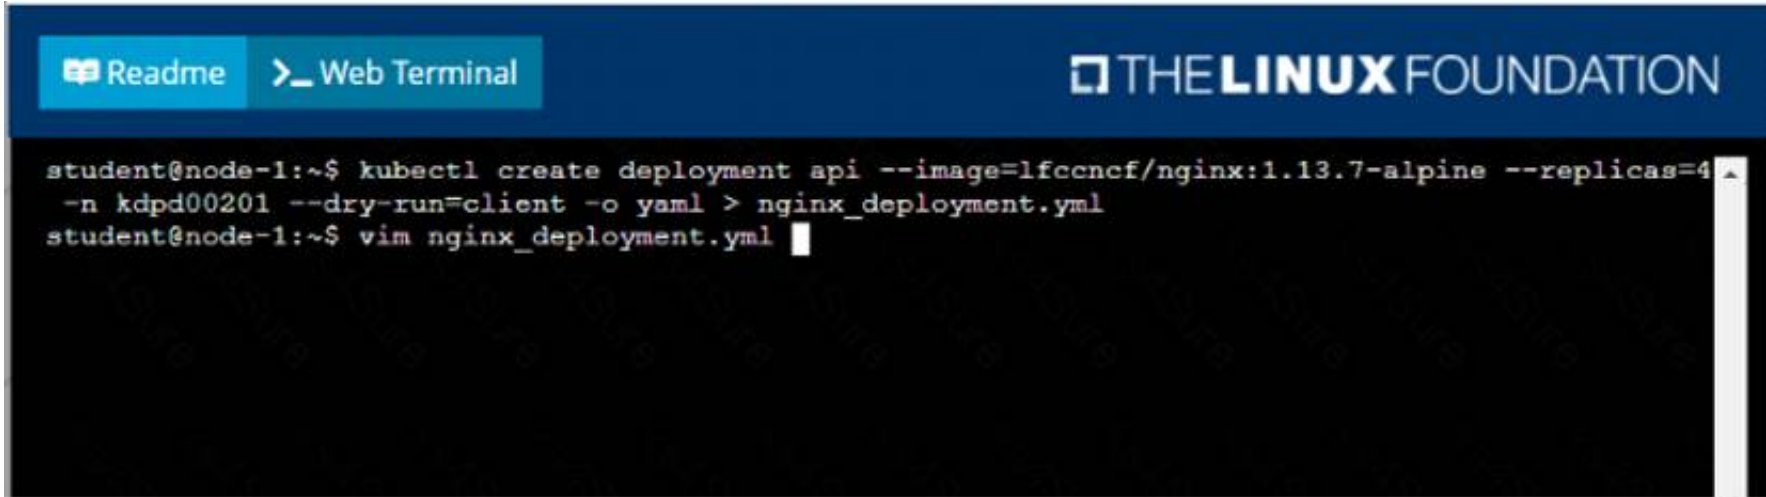 Readme >_ Web Terminal THE LINUX FOUNDATION
student@node-1:~$ kubectl create deployment api --image=lfccncf/nginx:1.13.7-alpine --replicas=4
-n kdpd00201 --dry-run=client -o yaml > nginx_deployment.yml
student@node-1:~$ vim nginx_deployment.yml